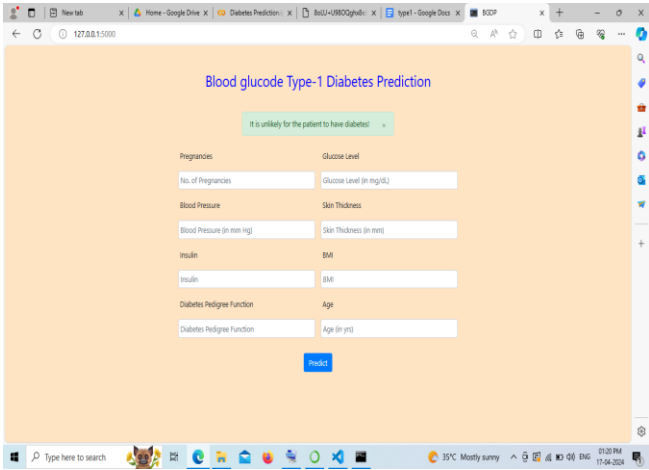 New tab
Home - Google Drive
Diabetes Prediction
type1 - Google Docs
BGDP
127.0.0.1:5000
Blood glucode Type-1 Diabetes Prediction
It is unlikely for the patient to have diabetes! ×
Pregnancies Glucose Level
No. of Pregnancies Glucose Level (in mg/dL)
Blood Pressure Skin Thickness
Blood Pressure (in mm Hg) Skin Thickness (in mm)
Insulin BMI
Insulin BMI
Diabetes Pedigree Function Age
Diabetes Pedigree Function Age (in yrs)
Predict
Type here to search
35°C Mostly sunny
ENG
01:20 PM
17-04-2024